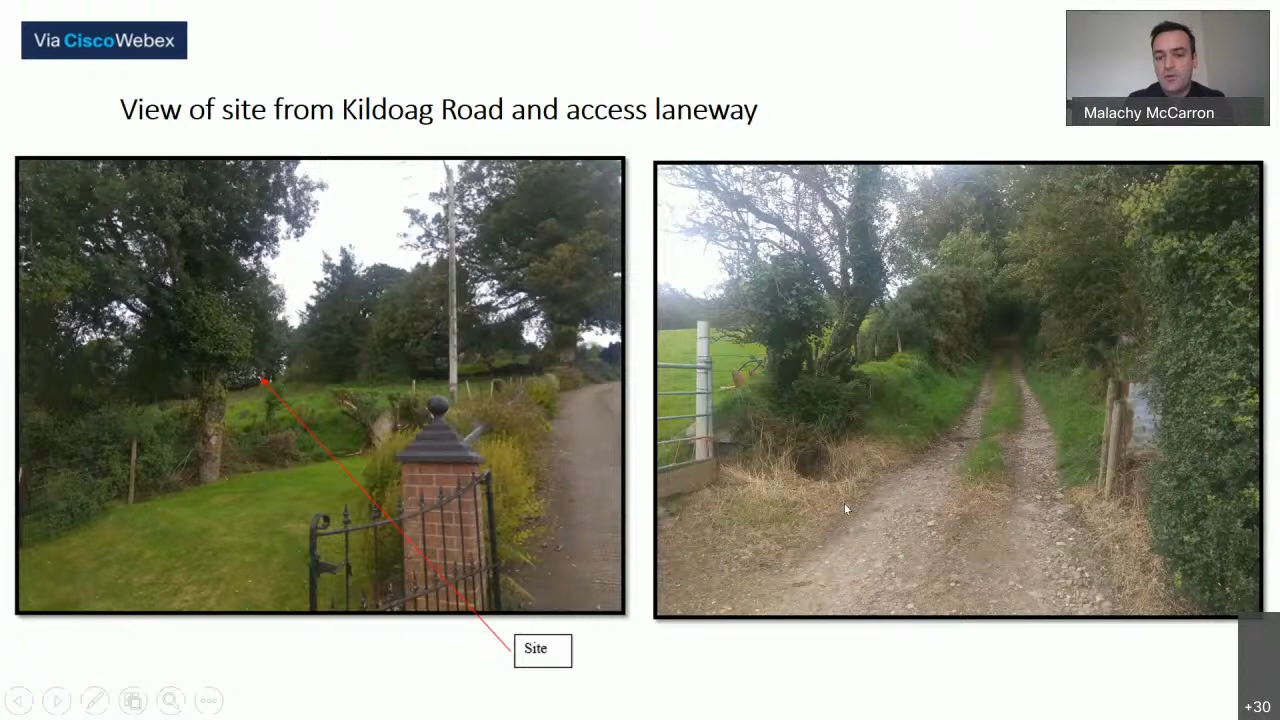 Via CiscoWebex
Malachy McCarron
View of site from Kildoag Road and access laneway
Site
+30